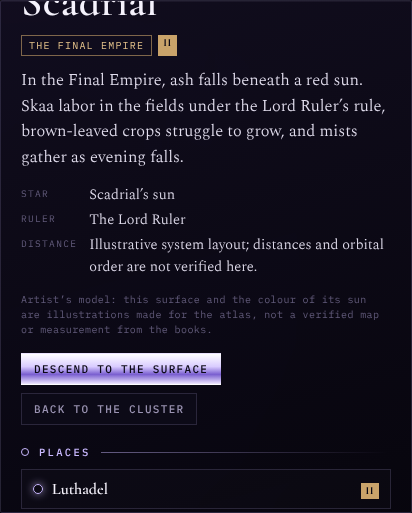 Scadrial
THE FINAL EMPIRE II
In the Final Empire, ash falls beneath a red sun.
Skaa labor in the fields under the Lord Ruler’s rule,
brown-leaved crops struggle to grow, and mists
gather as evening falls.
STAR Scadrial’s sun
RULER The Lord Ruler
DISTANCE Illustrative system layout; distances and orbital
order are not verified here.
Artist’s model: this surface and the colour of its sun
are illustrations made for the atlas, not a verified map
or measurement from the books.
DESCEND TO THE SURFACE
BACK TO THE CLUSTER
PLACES
Luthadel II